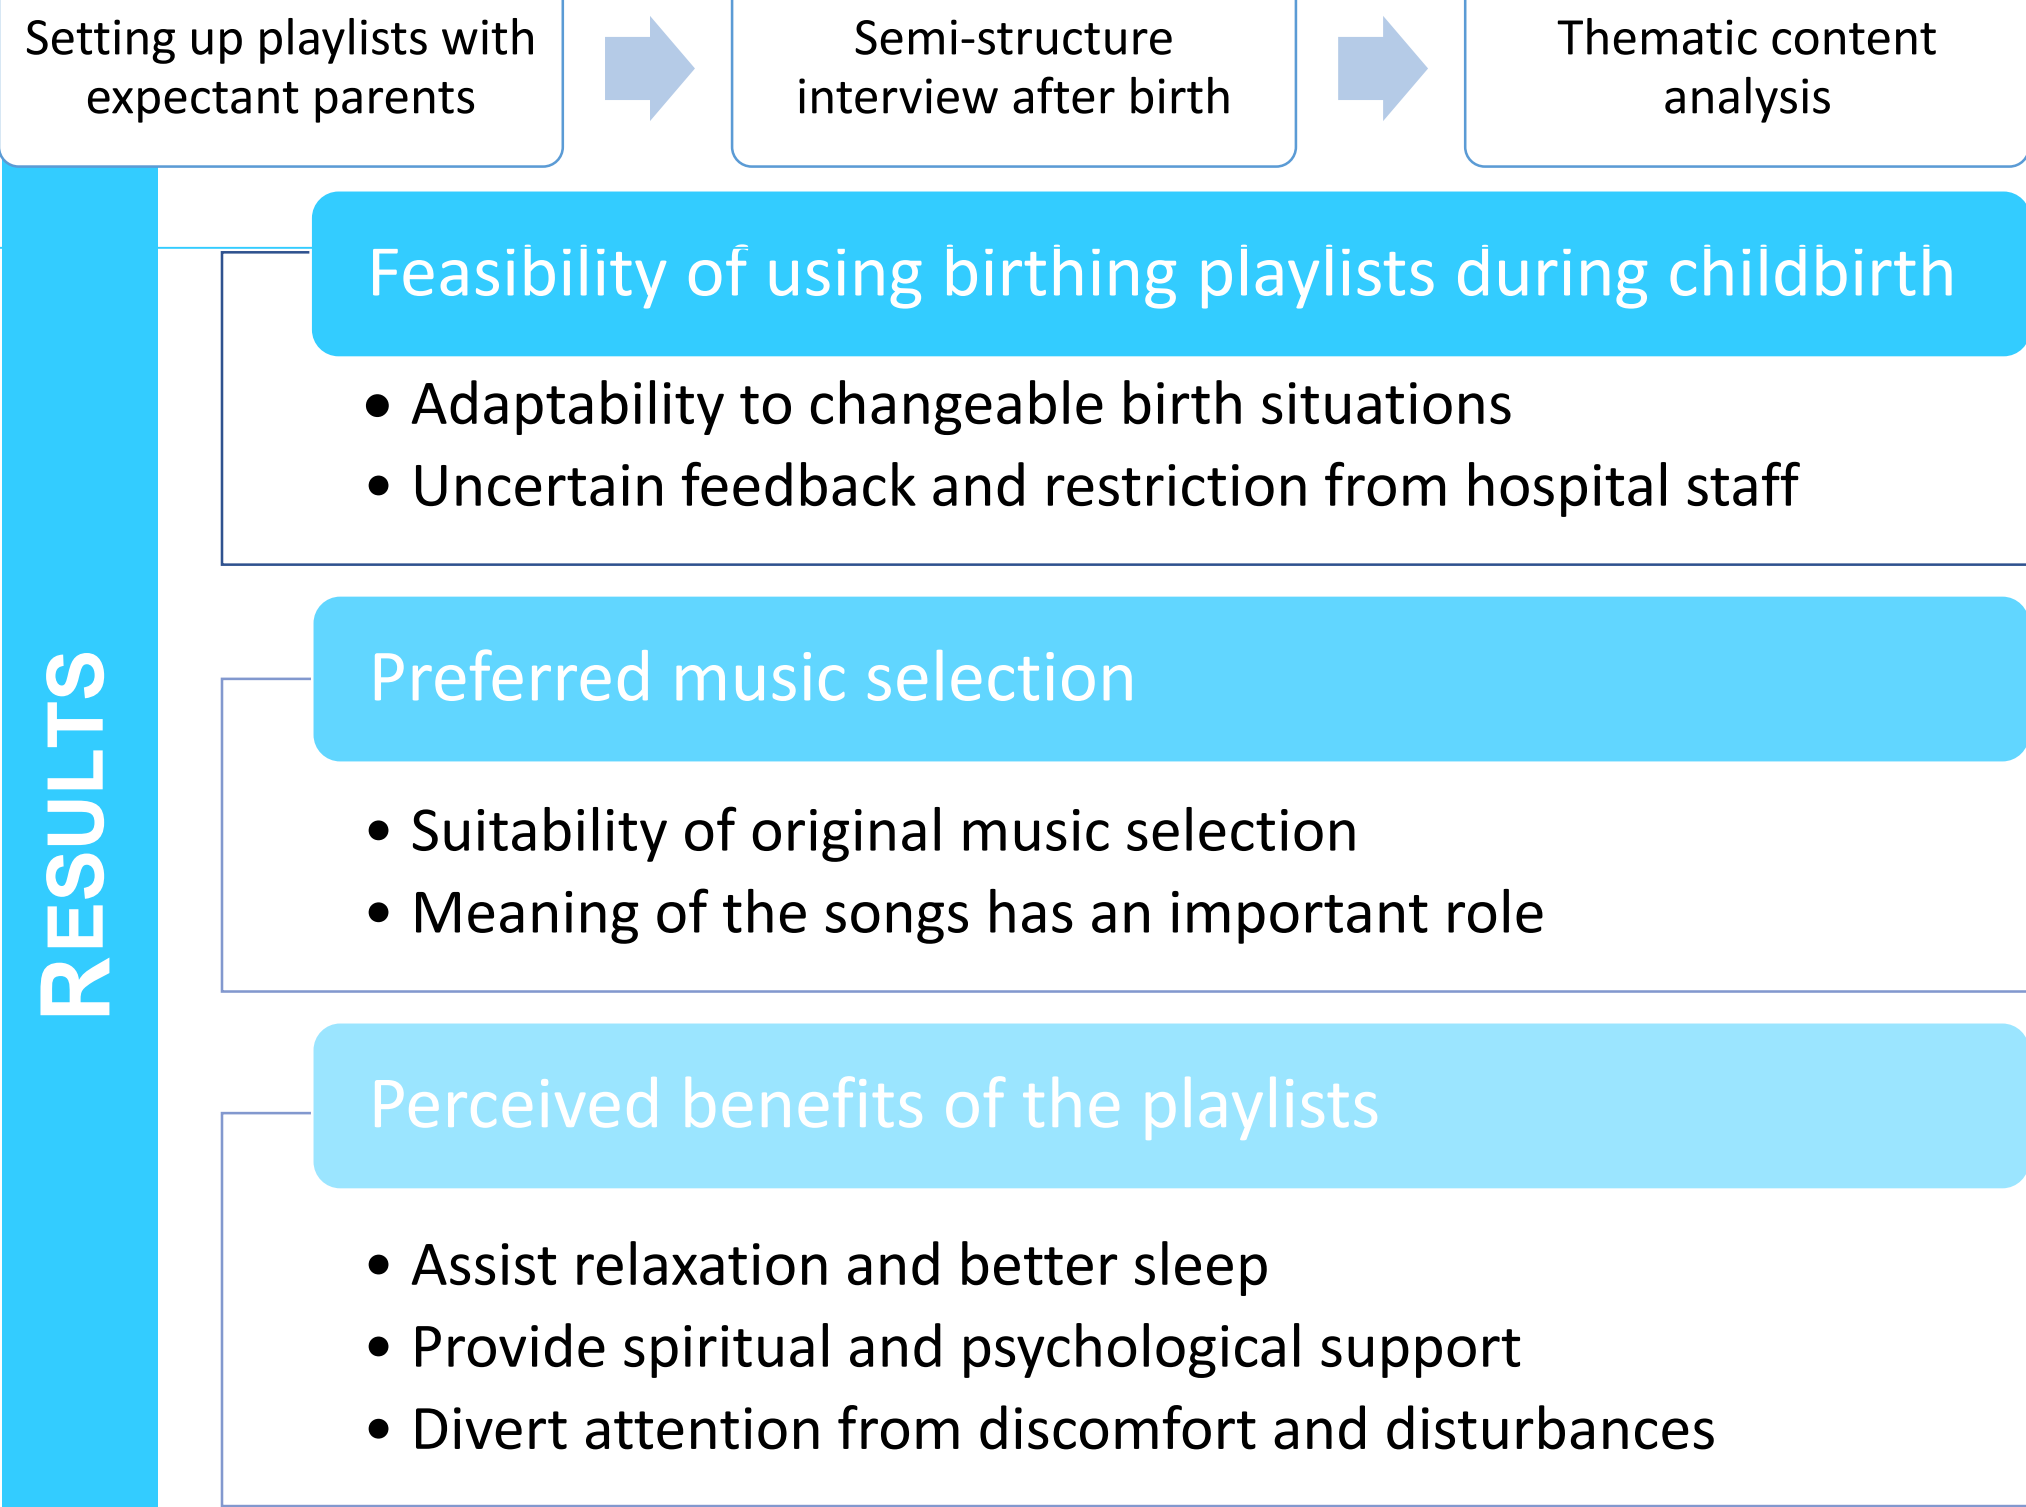 Setting up playlists with
expectant parents
Semi-structure
interview after birth
Thematic content
analysis
RESULTS
Feasibility of using birthing playlists during childbirth
• Adaptability to changeable birth situations
• Uncertain feedback and restriction from hospital staff
Preferred music selection
• Suitability of original music selection
• Meaning of the songs has an important role
Perceived benefits of the playlists
• Assist relaxation and better sleep
• Provide spiritual and psychological support
• Divert attention from discomfort and disturbances